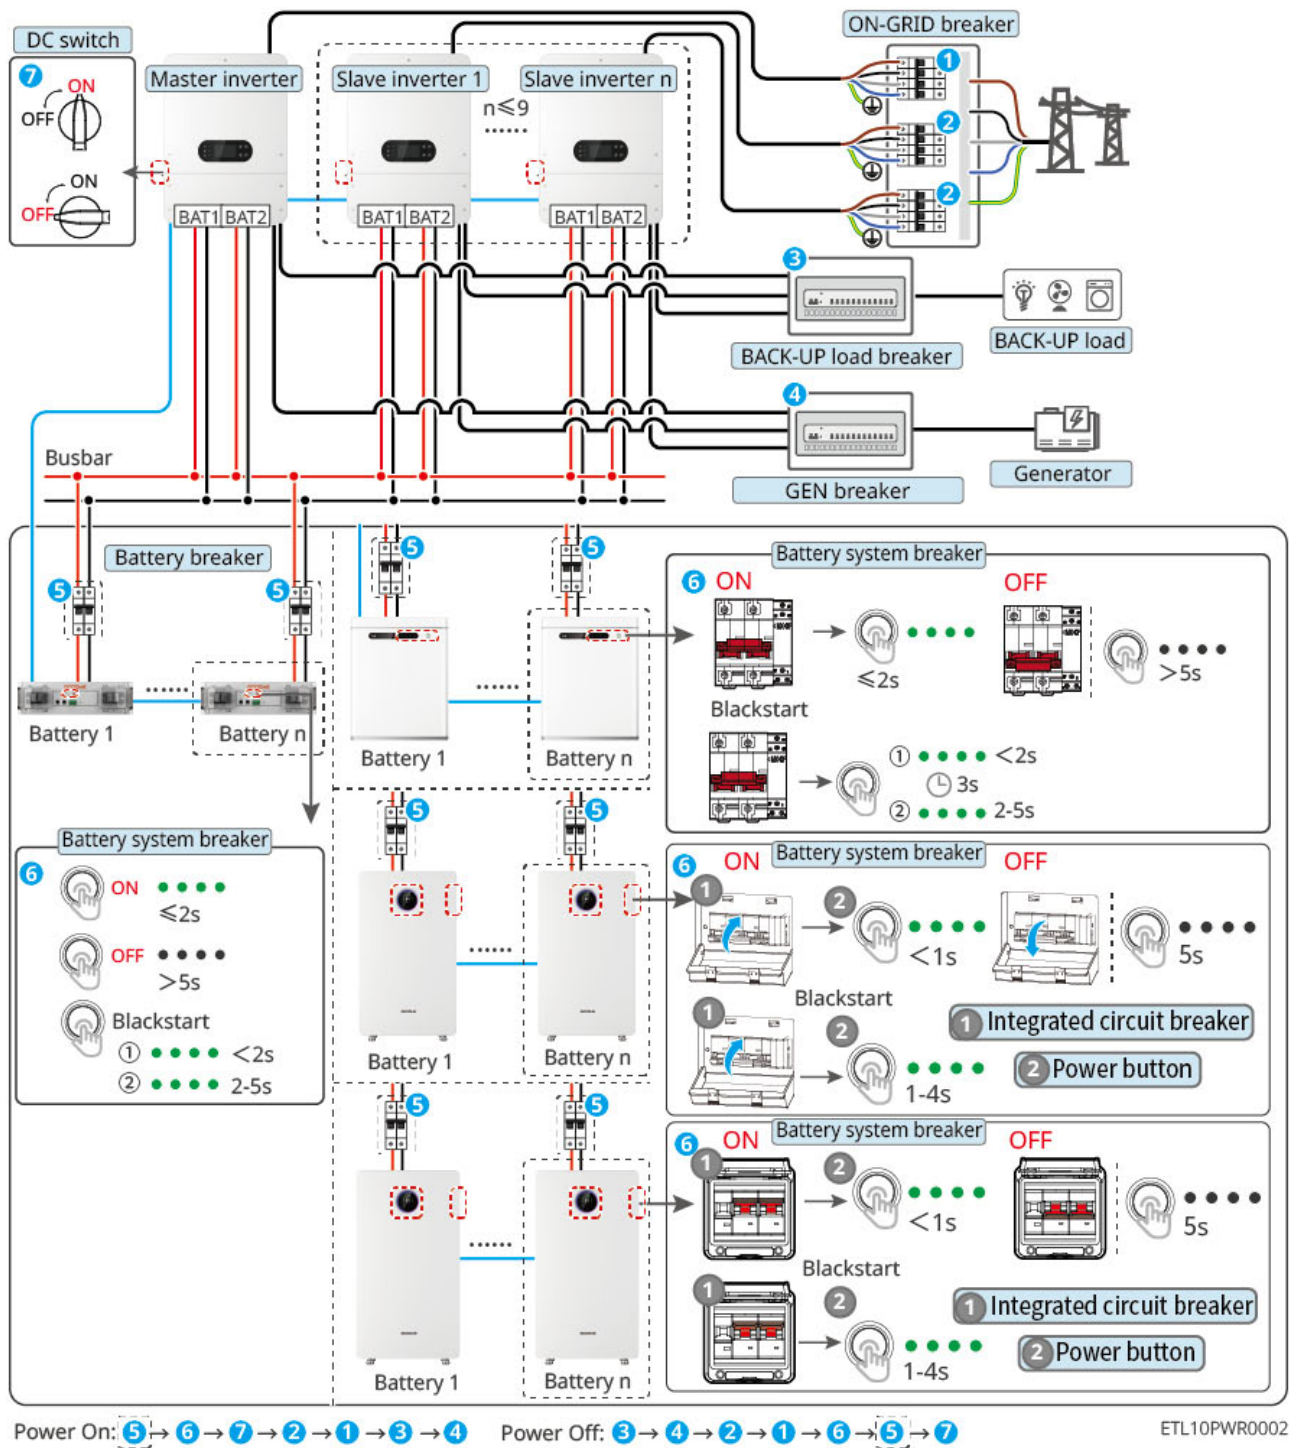 DC switch
7
ON
OFF
ON
OFF
Master inverter
Slave inverter 1
Slave inverter n
n≤9
......
BAT1 BAT2
BAT1 BAT2
BAT1 BAT2
ON-GRID breaker
1
2
2
3
BACK-UP load breaker
BACK-UP load
4
GEN breaker
Generator
Busbar
Battery breaker
5
5
......
Battery 1
Battery n
5
5
......
Battery 1
Battery n
Battery system breaker
6
ON
OFF
≤2s
>5s
Blackstart
① <2s
3s
② 2-5s
Battery system breaker
6
ON
≤2s
OFF
>5s
Blackstart
① <2s
② 2-5s
5
5
......
Battery 1
Battery n
Battery system breaker
6
ON
OFF
1
2
<1s
5s
Blackstart
1
2
1-4s
1 Integrated circuit breaker
2 Power button
5
5
......
Battery 1
Battery n
Battery system breaker
6
ON
OFF
1
2
<1s
5s
Blackstart
1
2
1-4s
1 Integrated circuit breaker
2 Power button
Power On: 5 → 6 → 7 → 2 → 1 → 3 → 4
Power Off: 3 → 4 → 2 → 1 → 6 → 5 → 7
ETL10PWR0002